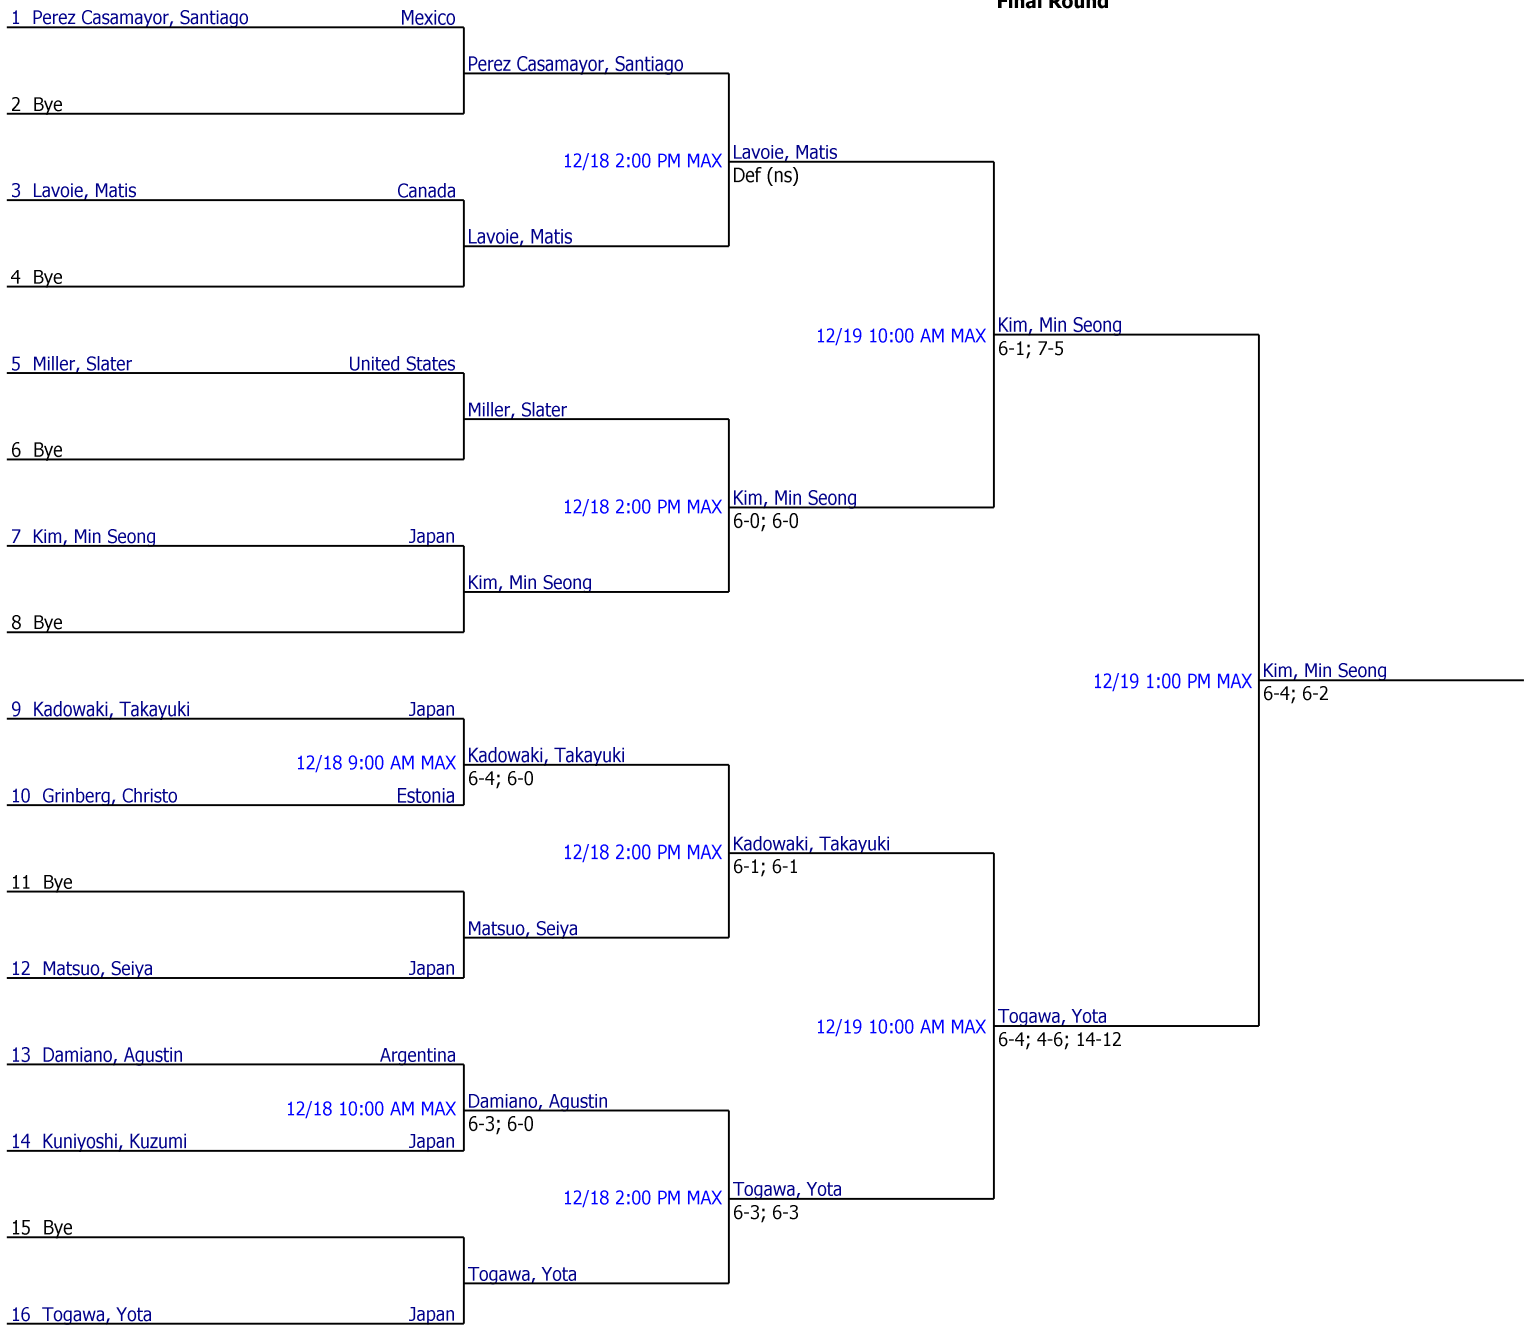 Final Round
1 Perez Casamayor, Santiago Mexico
Perez Casamayor, Santiago
2 Bye
12/18 2:00 PM MAX Lavoie, Matis
Def (ns)
3 Lavoie, Matis Canada
Lavoie, Matis
4 Bye
12/19 10:00 AM MAX Kim, Min Seong
6-1; 7-5
5 Miller, Slater United States
Miller, Slater
6 Bye
12/18 2:00 PM MAX Kim, Min Seong
6-0; 6-0
7 Kim, Min Seong Japan
Kim, Min Seong
8 Bye
12/19 1:00 PM MAX Kim, Min Seong
6-4; 6-2
9 Kadowaki, Takayuki Japan
12/18 9:00 AM MAX Kadowaki, Takayuki
6-4; 6-0
10 Grinberg, Christo Estonia
12/18 2:00 PM MAX Kadowaki, Takayuki
6-1; 6-1
11 Bye
Matsuo, Seiya
12 Matsuo, Seiya Japan
12/19 10:00 AM MAX Togawa, Yota
6-4; 4-6; 14-12
13 Damiano, Agustin Argentina
12/18 10:00 AM MAX Damiano, Agustin
6-3; 6-0
14 Kuniyoshi, Kuzumi Japan
12/18 2:00 PM MAX Togawa, Yota
6-3; 6-3
15 Bye
Togawa, Yota
16 Togawa, Yota Japan